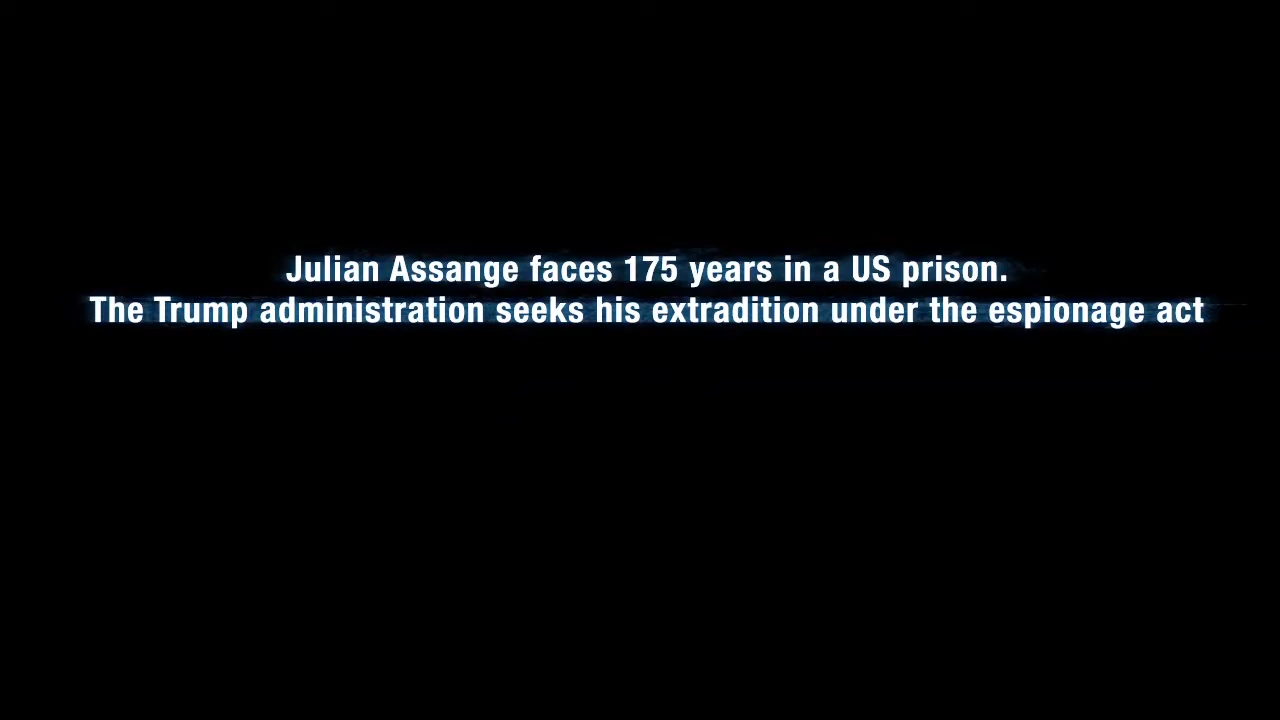 Julian Assange faces 175 years in a US prison.
The Trump administration seeks his extradition under the espionage act